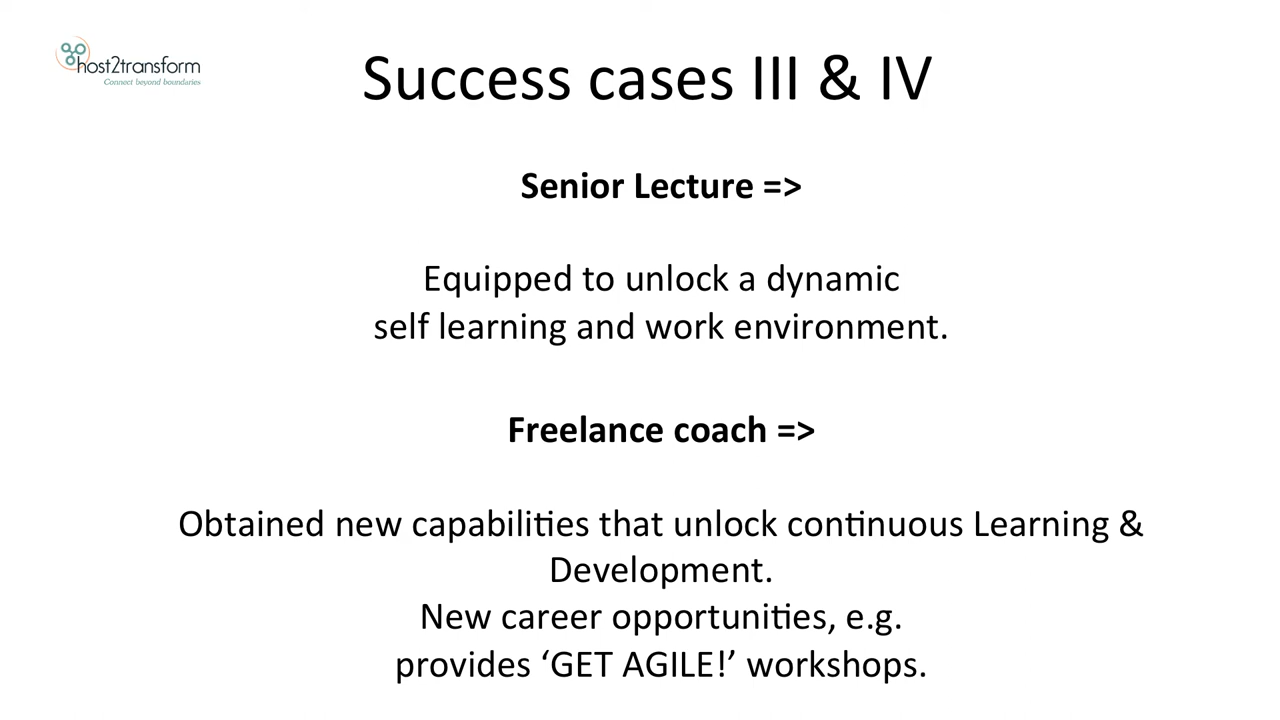 host2transform
Connect beyond boundaries
Success cases III & IV
Senior Lecture =>
Equipped to unlock a dynamic
self learning and work environment.
Freelance coach =>
Obtained new capabilities that unlock continuous Learning &
Development.
New career opportunities, e.g.
provides ‘GET AGILE!’ workshops.